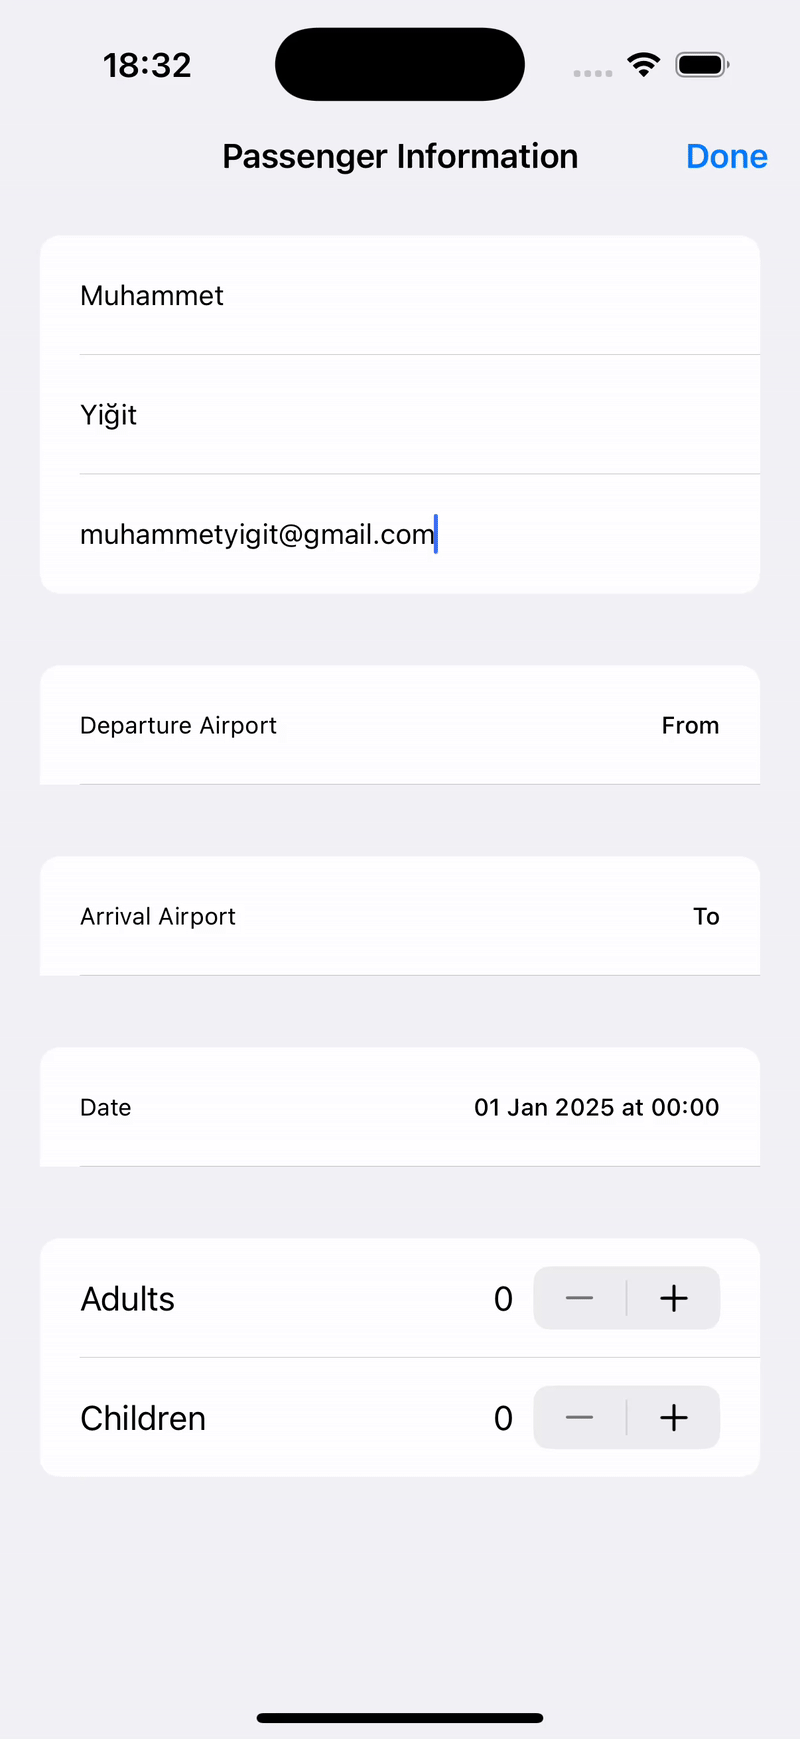 18:32
Passenger Information Done
Muhammet
Yiğit
muhammetyigit@gmail.com
Departure Airport From
Arrival Airport To
Date 01 Jan 2025 at 00:00
Adults 0 − +
Children 0 − +